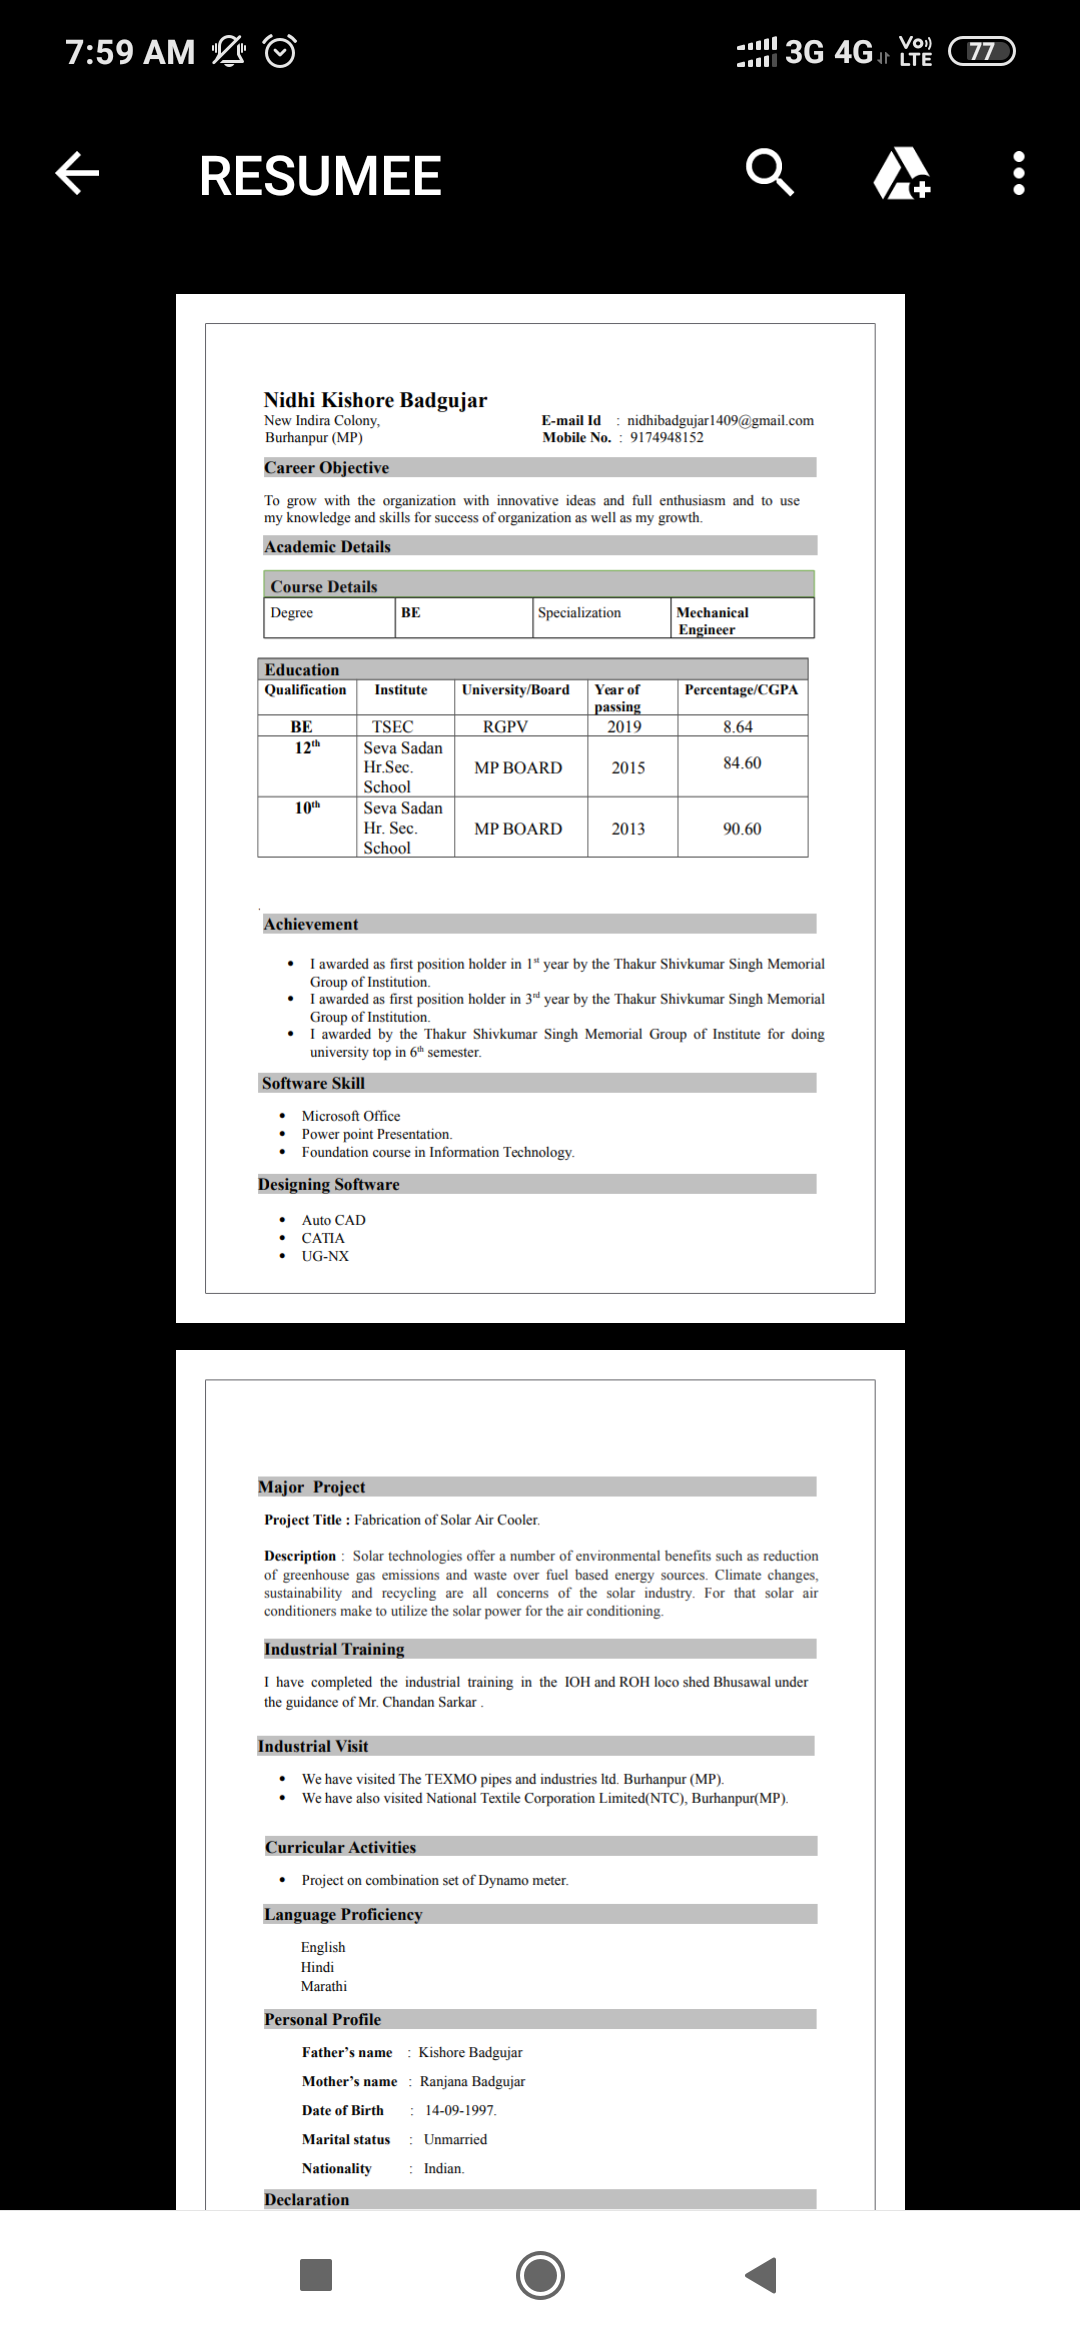 7:59 AM 3G 4G Vo)) LTE 77
RESUMEE
Nidhi Kishore Badgujar
New Indira Colony,
Burhanpur (MP)
E-mail Id : nidhibadgujar1409@gmail.com
Mobile No. : 9174948152
Career Objective
To grow with the organization with innovative ideas and full enthusiasm and to use
my knowledge and skills for success of organization as well as my growth.
Academic Details
Course Details
Degree BE Specialization Mechanical
Engineer
Education
Qualification Institute University/Board Year of
passing Percentage/CGPA
BE TSEC RGPV 2019 8.64
12th Seva Sadan
Hr.Sec.
School MP BOARD 2015 84.60
10th Seva Sadan
Hr. Sec.
School MP BOARD 2013 90.60
Achievement
• I awarded as first position holder in 1st year by the Thakur Shivkumar Singh Memorial
Group of Institution.
• I awarded as first position holder in 3rd year by the Thakur Shivkumar Singh Memorial
Group of Institution.
• I awarded by the Thakur Shivkumar Singh Memorial Group of Institute for doing
university top in 6th semester.
Software Skill
• Microsoft Office
• Power point Presentation.
• Foundation course in Information Technology.
Designing Software
• Auto CAD
• CATIA
• UG-NX
Major Project
Project Title : Fabrication of Solar Air Cooler.
Description : Solar technologies offer a number of environmental benefits such as reduction
of greenhouse gas emissions and waste over fuel based energy sources. Climate changes,
sustainability and recycling are all concerns of the solar industry. For that solar air
conditioners make to utilize the solar power for the air conditioning.
Industrial Training
I have completed the industrial training in the IOH and ROH loco shed Bhusawal under
the guidance of Mr. Chandan Sarkar .
Industrial Visit
• We have visited The TEXMO pipes and industries ltd. Burhanpur (MP).
• We have also visited National Textile Corporation Limited(NTC), Burhanpur(MP).
Curricular Activities
• Project on combination set of Dynamo meter.
Language Proficiency
English
Hindi
Marathi
Personal Profile
Father's name : Kishore Badgujar
Mother's name : Ranjana Badgujar
Date of Birth : 14-09-1997.
Marital status : Unmarried
Nationality : Indian.
Declaration